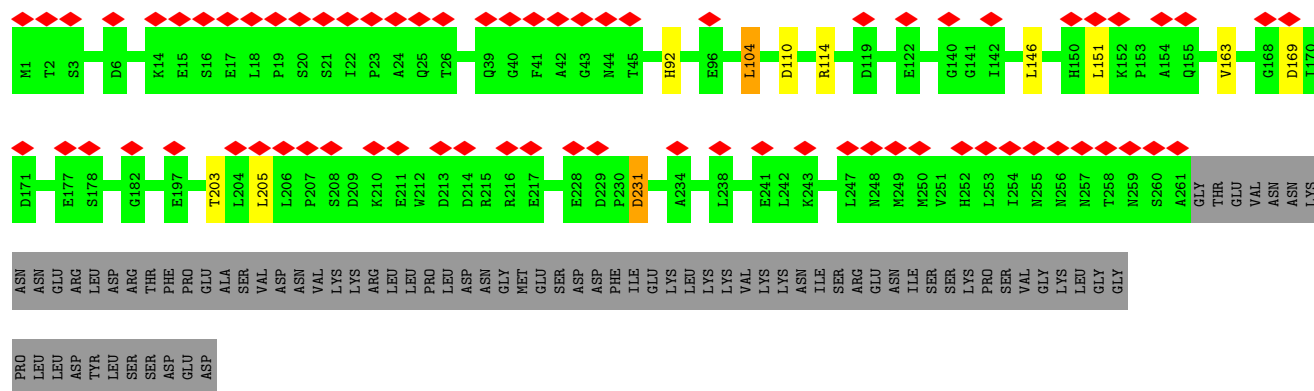 M1 T2 S3 D6 K14 E15 S16 E17 L18 P19 S20 S21 I22 P23 A24 Q25 T26 Q39 G40 F41 A42 G43 N44 T45 H92 E96 L104 D110 R114 D119 E122 G140 G141 I142 L146 H150 L151 K152 P153 A154 Q155 V163 G168 D169 I170
D171 E177 S178 G182 E197 T203 L204 L205 L206 P207 S208 D209 K210 E211 W212 D213 D214 R215 R216 E217 E228 D229 P230 D231 A234 L238 E241 L242 K243 L247 N248 M249 M250 V251 H252 L253 I254 N255 N256 N257 T258 N259 S260 A261 GLY THR GLU VAL ASN ASN LYS
ASN ASN GLU ARG LEU ASP ARG THR PHE PRO GLU ALA SER VAL ASP ASN VAL LYS LYS ARG LEU LEU PRO LEU ASP ASN GLY MET GLU SER ASP ASP PHE ILE GLU LYS LEU LYS LYS VAL LYS LYS ASN ILE SER ARG GLU ASN ILE SER SER LYS PRO SER VAL GLY LYS LEU GLY GLY
PRO LEU LEU ASP TYR LEU SER SER ASP GLU ASP